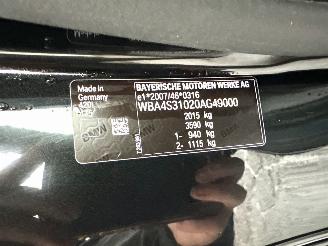 BAYERISCHE MOTOREN WERKE AG
Made in
Germany
e1*2007/46*0316
420I
WBA4S31020AG49000
2015 kg
3590 kg
1- 940 kg
2- 1115 kg